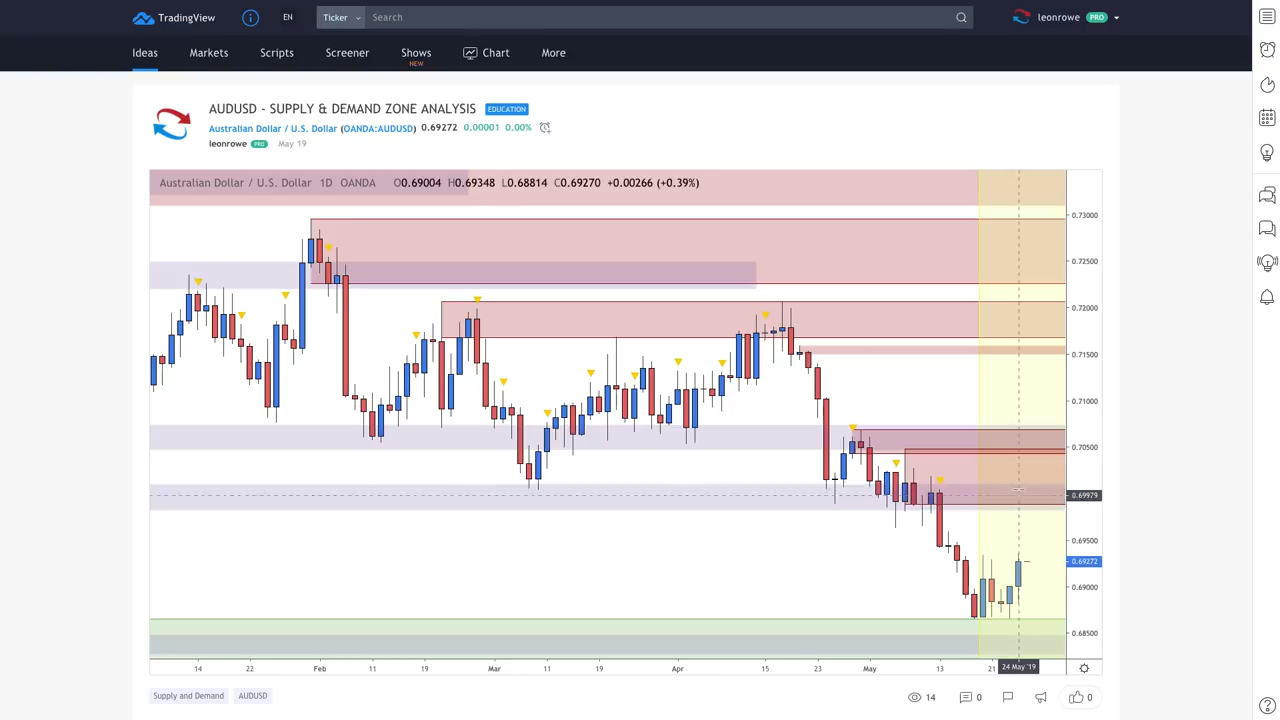 TradingView EN Ticker Search leonrowe PRO
Ideas Markets Scripts Screener Shows Chart More
NEW
AUDUSD - SUPPLY & DEMAND ZONE ANALYSIS EDUCATION
Australian Dollar / U.S. Dollar (OANDA:AUDUSD) 0.69272 0.00001 0.00%
leonrowe PRO May 19
Australian Dollar / U.S. Dollar 1D OANDA O0.69004 H0.69348 L0.68814 C0.69270 +0.00266 (+0.39%)
0.73000
0.72500
0.72000
0.71500
0.71000
0.70500
0.69979
0.69500
0.69272
0.69000
0.68500
14 22 Feb 11 19 Mar 11 19 Apr 15 23 May 13 21 24 May '19
Supply and Demand AUDUSD 14 0 0